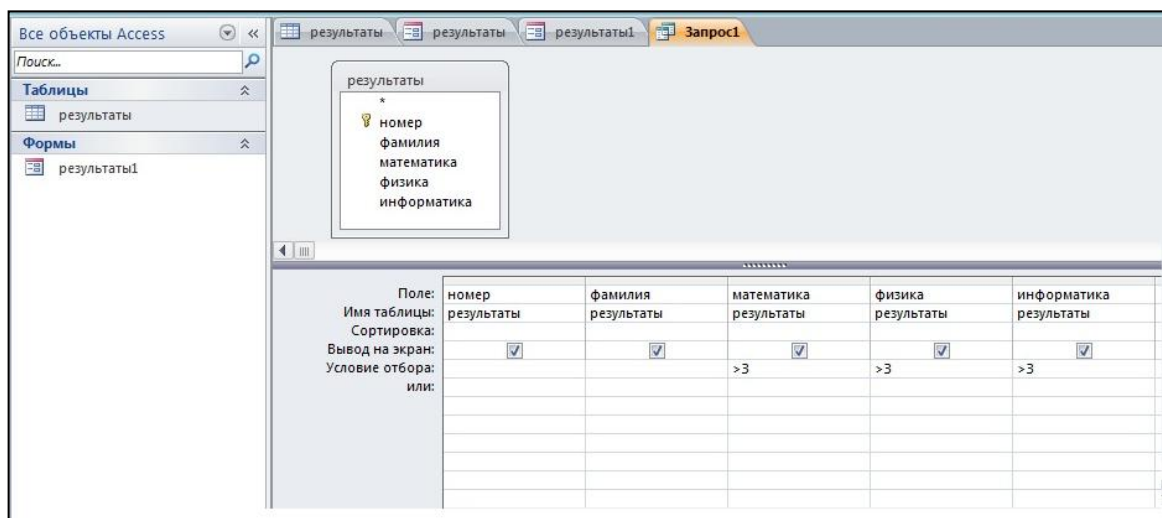 Все объекты Access
Поиск...
Таблицы
результаты
Формы
результаты1
результаты результаты результаты1 Запрос1
результаты
*
номер
фамилия
математика
физика
информатика
Поле: номер фамилия математика физика информатика
Имя таблицы: результаты результаты результаты результаты результаты
Сортировка:
Вывод на экран:
Условие отбора: >3 >3 >3
или: